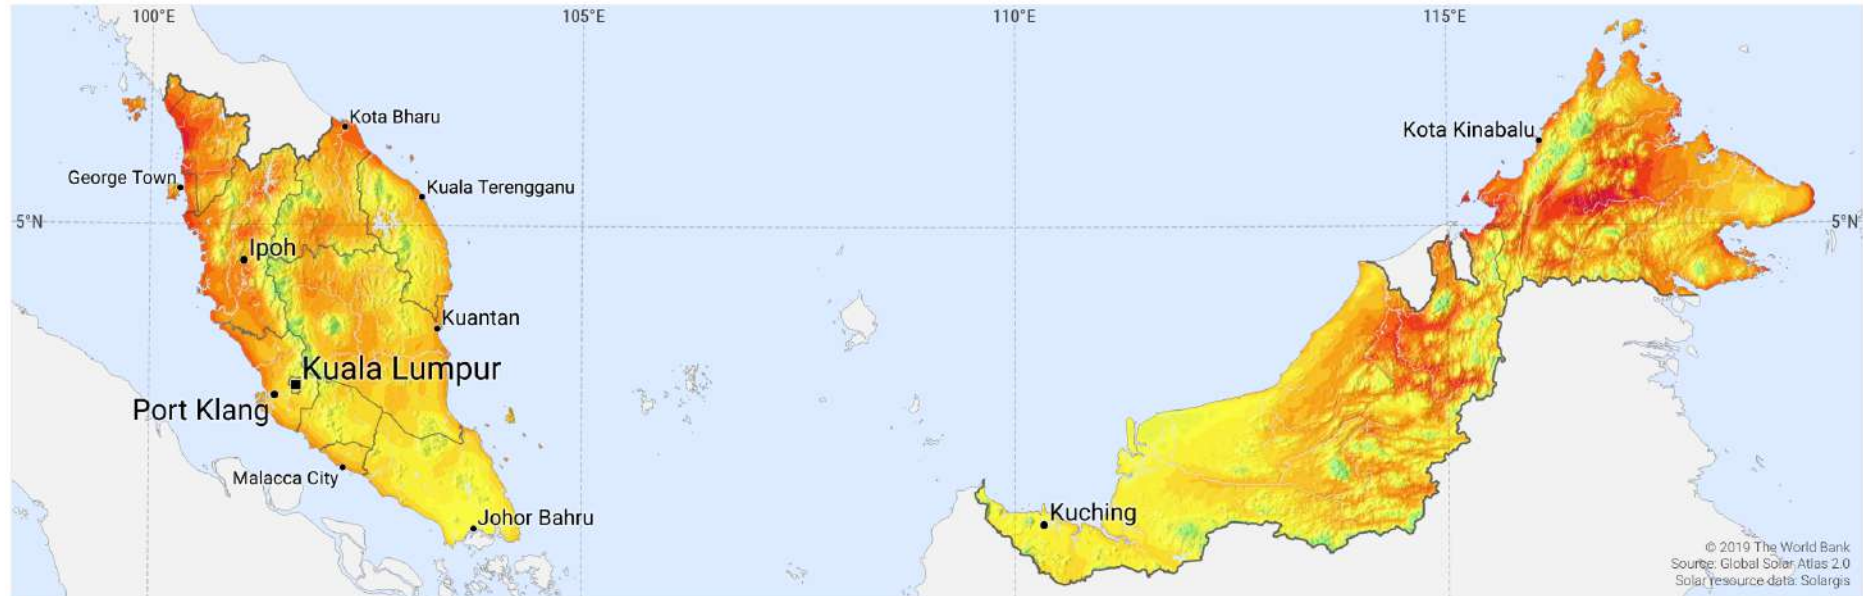 100°E
105°E
110°E
115°E
Kota Bharu
Kota Kinabalu
George Town
Kuala Terengganu
5°N
5°N
Ipoh
Kuantan
Kuala Lumpur
Port Klang
Malacca City
Johor Bahru
Kuching
© 2019 The World Bank
Source: Global Solar Atlas 2.0
Solar resource data: Solargis